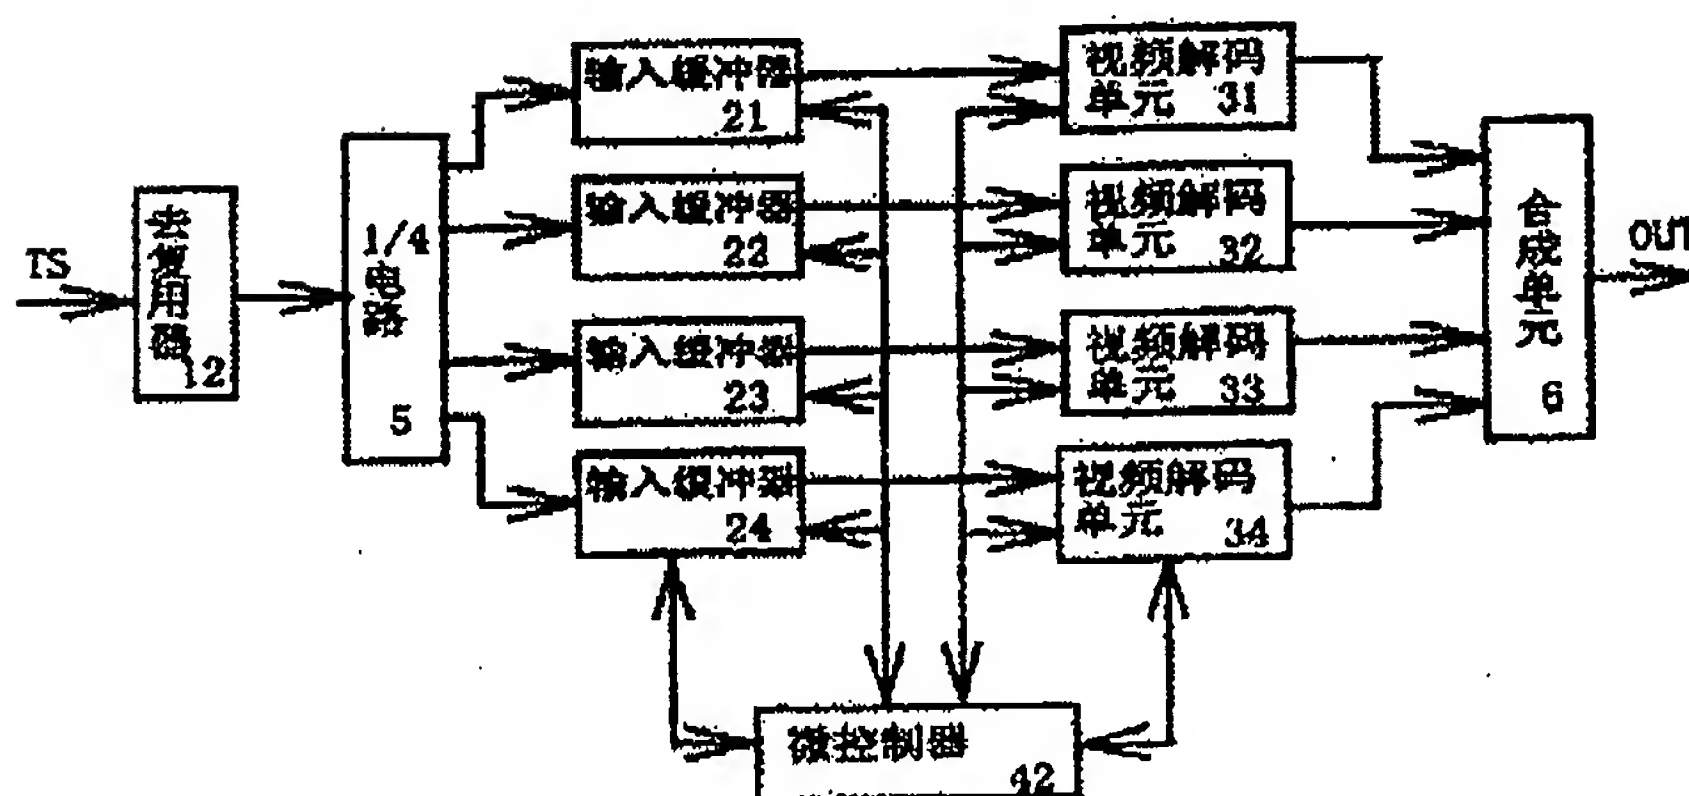 TS
去复用器
12
1/4
电路
5
输入缓冲器
21
输入缓冲器
22
输入缓冲器
23
输入缓冲器
24
视频解码
单元 31
视频解码
单元 32
视频解码
单元 33
视频解码
单元 34
合成单元
6
OUT
微控制器
42